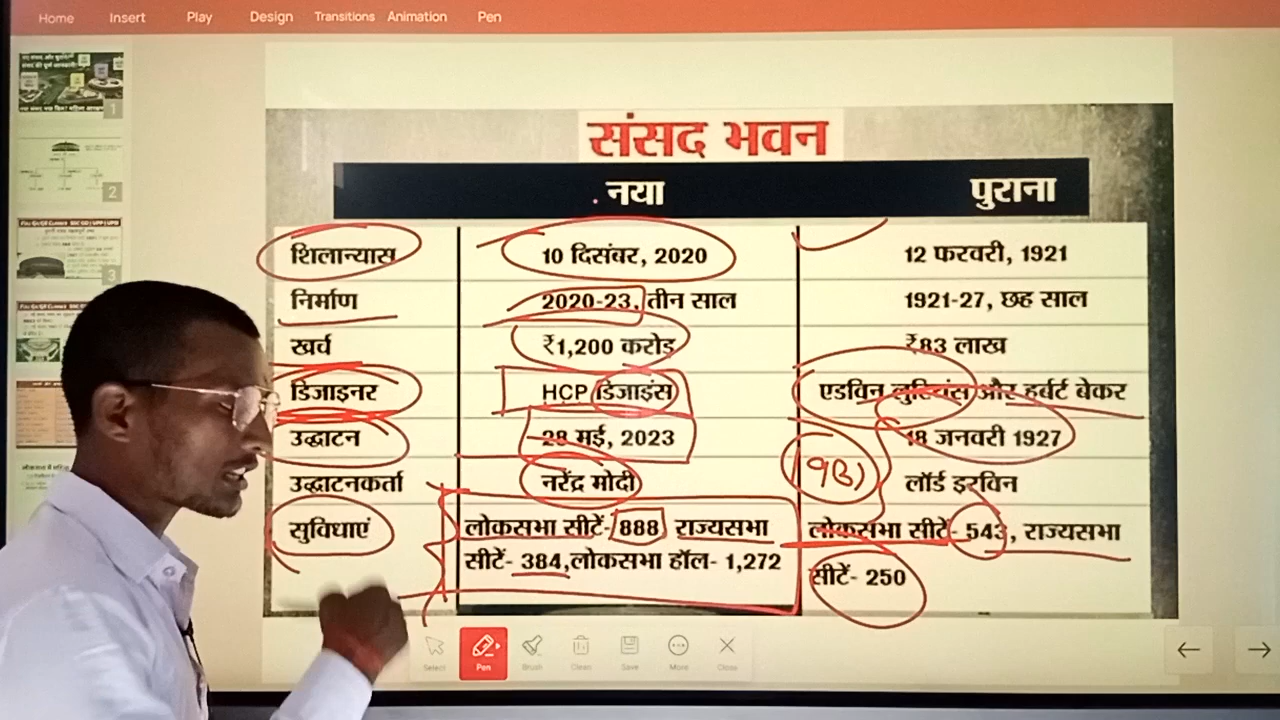 Home Insert Play Design Transitions Animation Pen
1
2
3
संसद भवन
नया पुराना
शिलान्यास 10 दिसंबर, 2020 12 फरवरी, 1921
निर्माण 2020-23, तीन साल 1921-27, छह साल
खर्च ₹1,200 करोड़ ₹83 लाख
डिजाइनर HCP डिजाइंस एडविन लुटियंस और हर्बर्ट बेकर
उद्घाटन 28 मई, 2023 18 जनवरी 1927
उद्घाटनकर्ता नरेंद्र मोदी लॉर्ड इरविन
सुविधाएं लोकसभा सीटें- 888 राज्यसभा लोकसभा सीटें- 543, राज्यसभा
सीटें- 384,लोकसभा हॉल- 1,272 सीटें- 250
Select Pen Brush Clean Save More Close